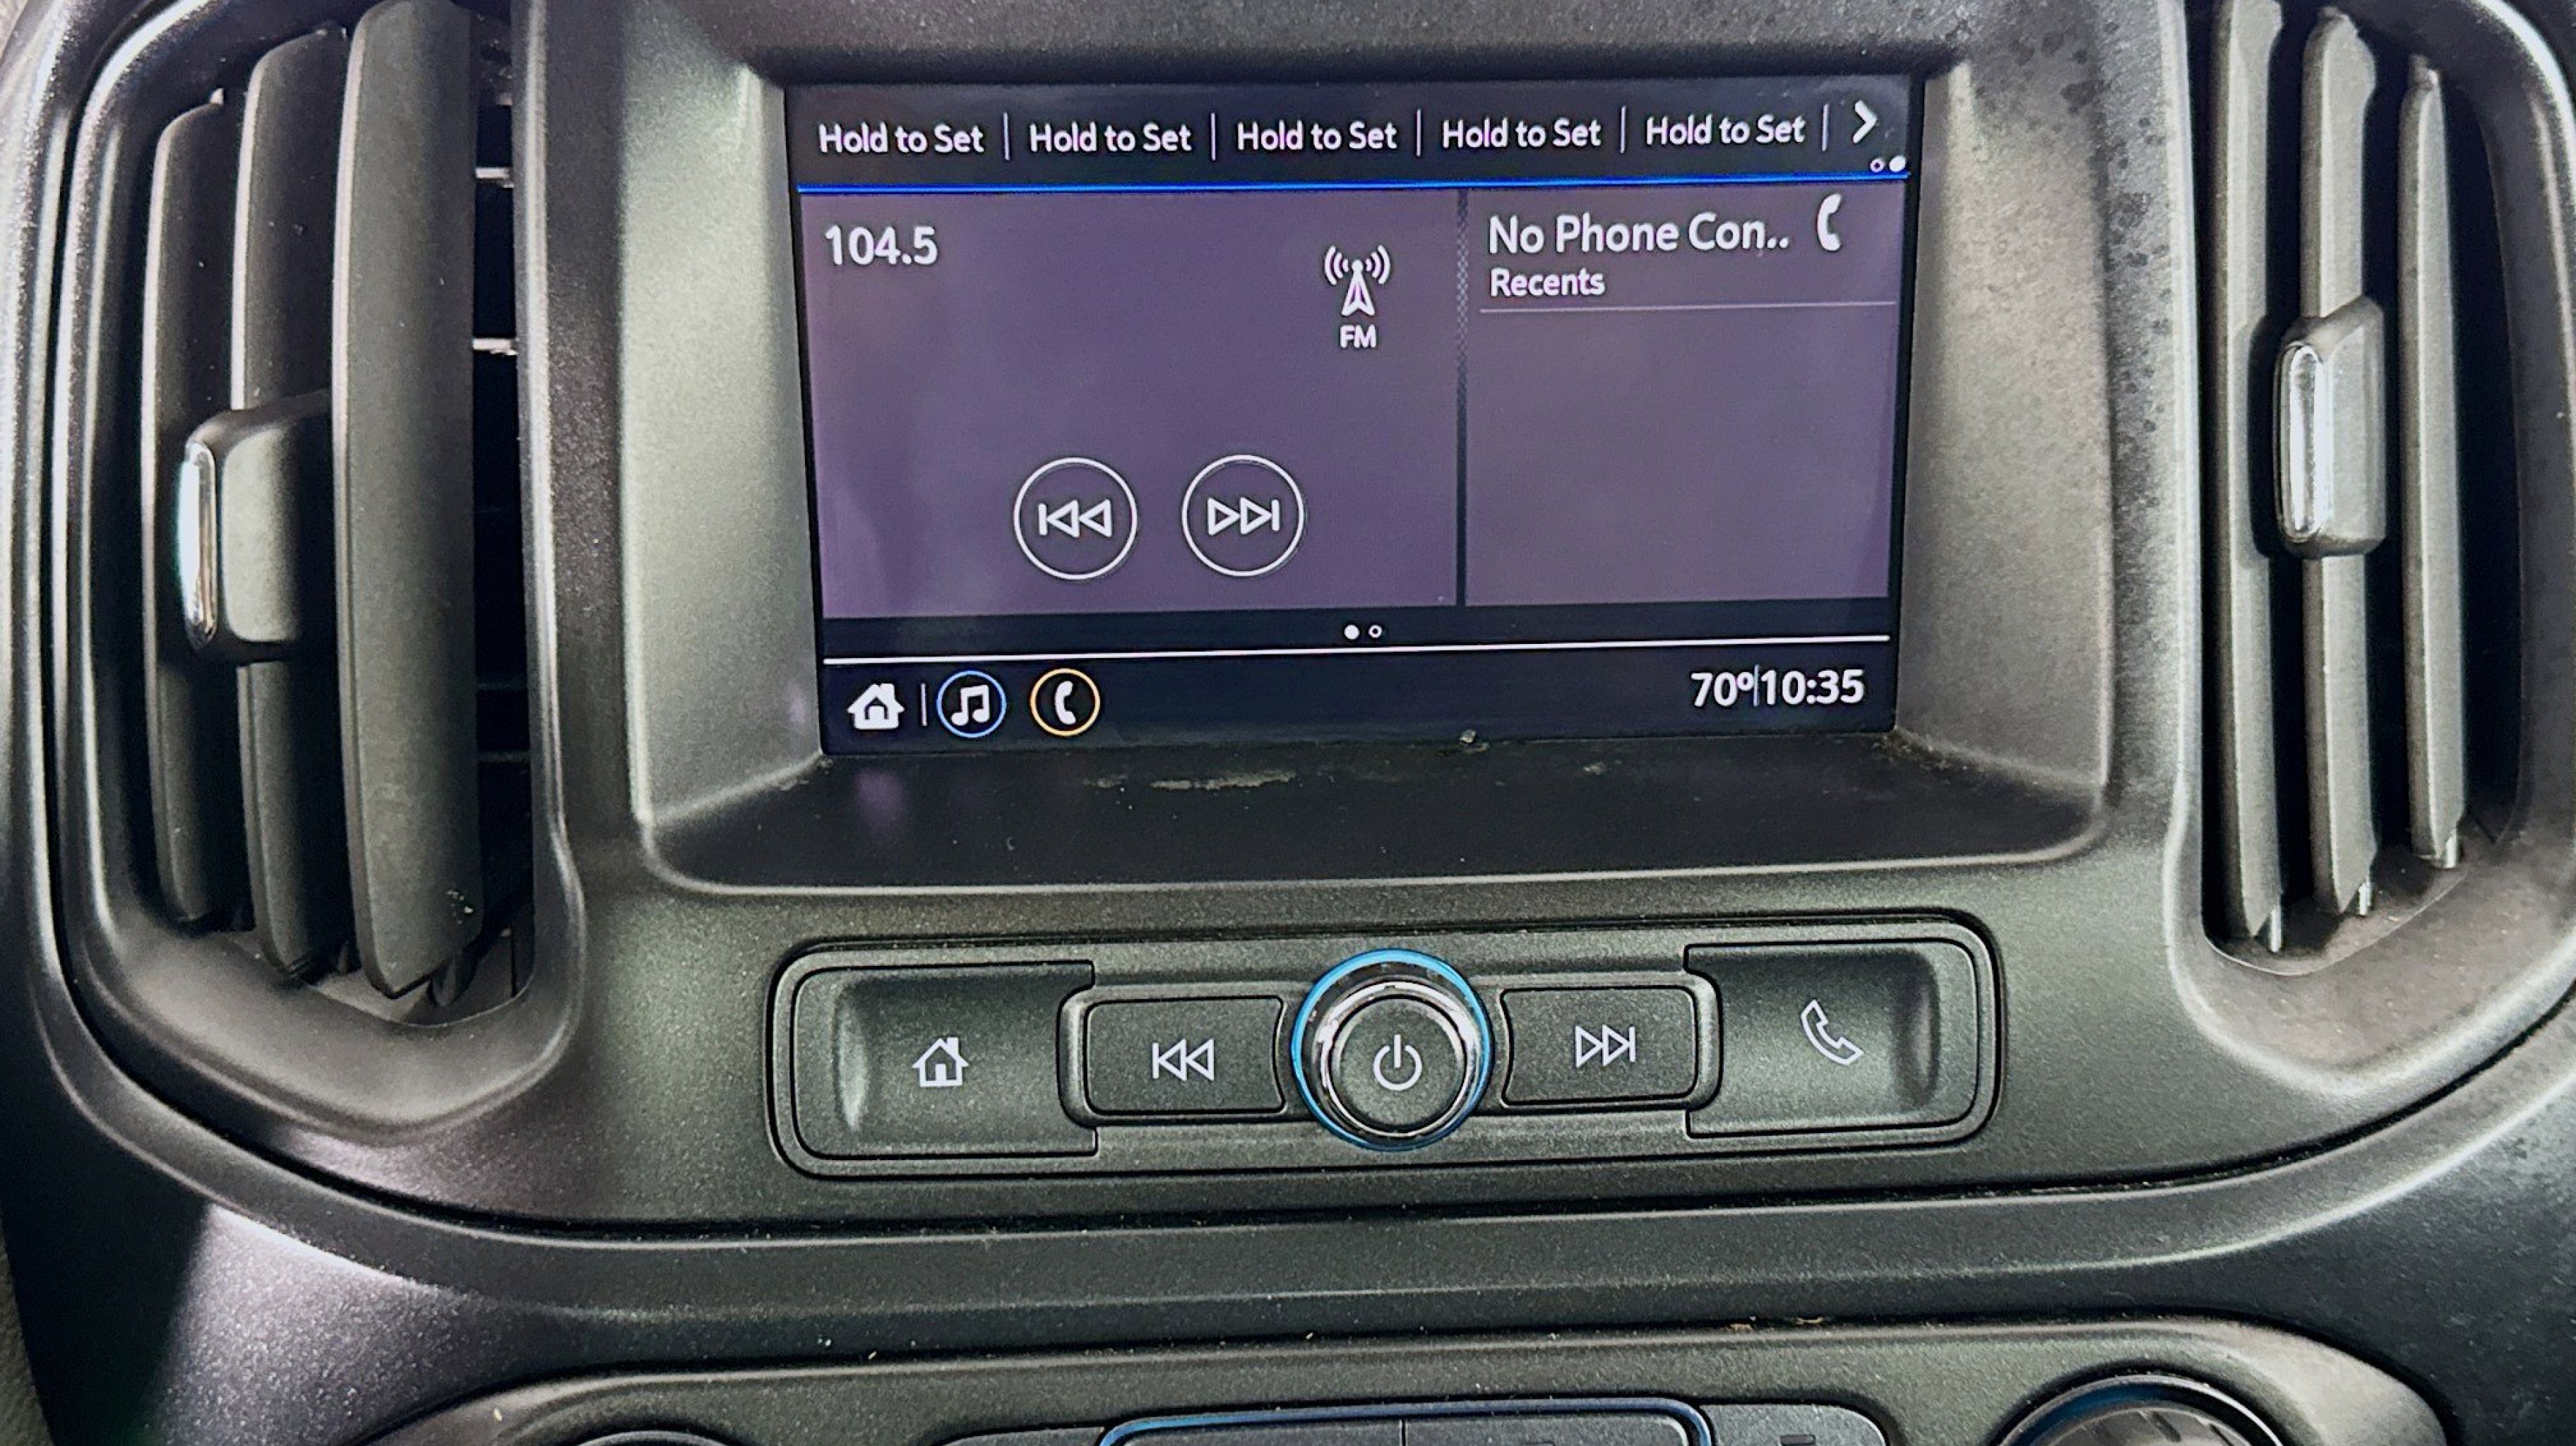 Hold to Set | Hold to Set | Hold to Set | Hold to Set | Hold to Set |
104.5
FM
No Phone Con..
Recents
70°|10:35